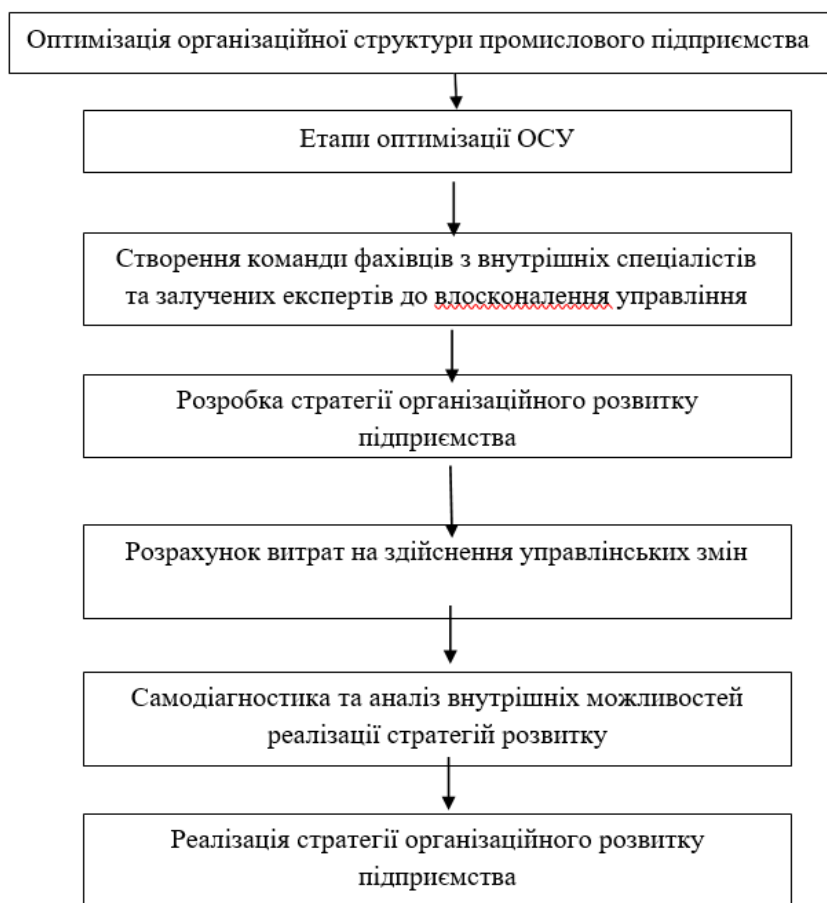 Оптимізація організаційної структури промислового підприємства
Етапи оптимізації ОСУ
Створення команди фахівців з внутрішніх спеціалістів
та залучених експертів до влосконалення управління
Розробка стратегії організаційного розвитку
підприємства
Розрахунок витрат на здійснення управлінських змін
Самодіагностика та аналіз внутрішніх можливостей
реалізації стратегій розвитку
Реалізація стратегії організаційного розвитку
підприємства